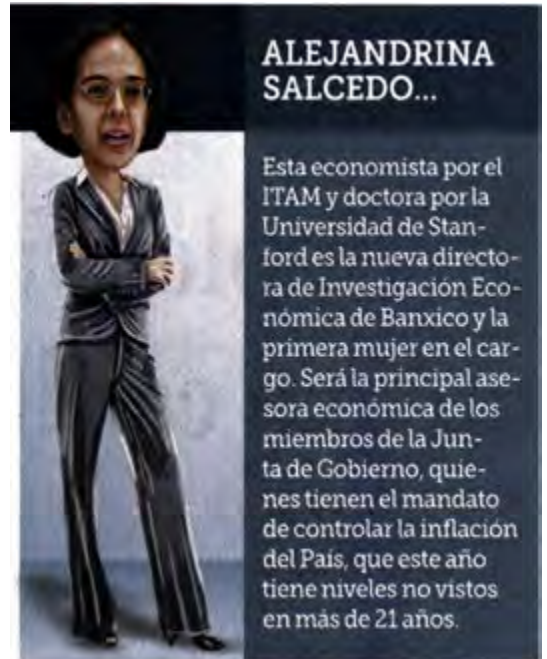 ALEJANDRINA
SALCEDO...
Esta economista por el
ITAM y doctora por la
Universidad de Stan-
ford es la nueva directo-
ra de Investigación Eco-
nómica de Banxico y la
primera mujer en el car-
go. Será la principal ase-
sora económica de los
miembros de la Jun-
ta de Gobierno, quie-
nes tienen el mandato
de controlar la inflación
del País, que este año
tiene niveles no vistos
en más de 21 años.